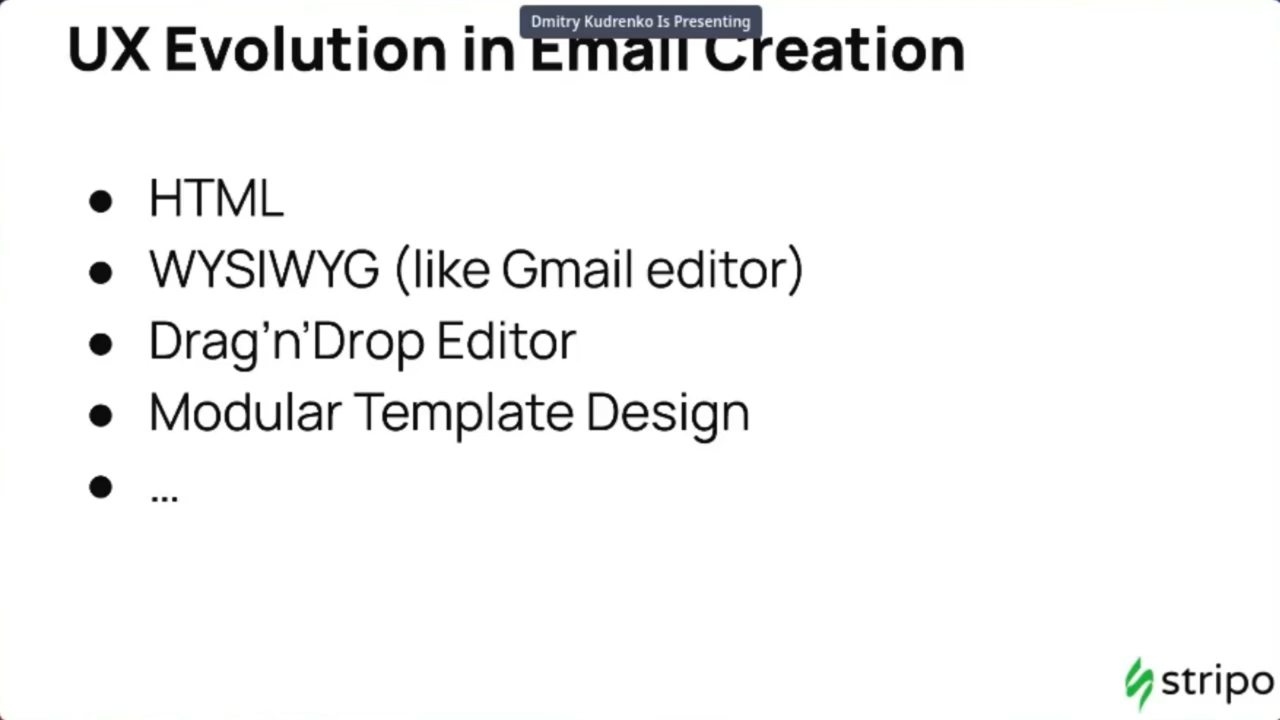 Dmitry Kudrenko Is Presenting
UX Evolution in Email Creation
● HTML
● WYSIWYG (like Gmail editor)
● Drag’n’Drop Editor
● Modular Template Design
● ...
stripo